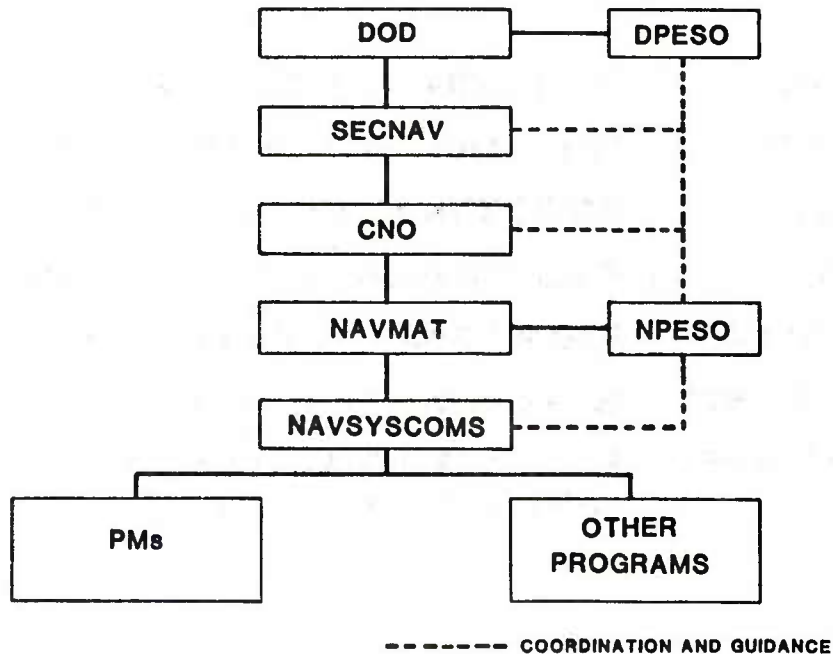 DOD
DPESO
SECNAV
CNO
NAVMAT
NPESO
NAVSYSCOMS
PMs
OTHER
PROGRAMS
COORDINATION AND GUIDANCE